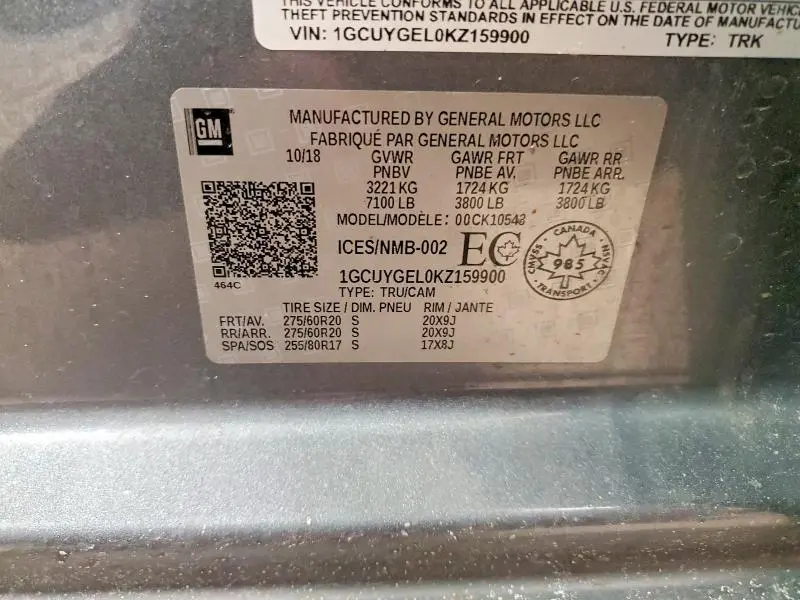 THIS VEHICLE CONFORMS TO ALL APPLICABLE U.S. FEDERAL MOTOR VEHIC
THEFT PREVENTION STANDARDS IN EFFECT ON THE DATE OF MANUFACTU
VIN: 1GCUYGEL0KZ159900 TYPE: TRK
GM
MANUFACTURED BY GENERAL MOTORS LLC
FABRIQUÉ PAR GENERAL MOTORS LLC
10/18 GVWR GAWR FRT GAWR RR
PNBV PNBE AV. PNBE ARR.
3221 KG 1724 KG 1724 KG
7100 LB 3800 LB 3800 LB
MODEL/MODÈLE: 00CK10543
ICES/NMB-002 EC
CANADA
CMVSS 985 NSVAC
TRANSPORT
1GCUYGEL0KZ159900
464C
TYPE: TRU/CAM
TIRE SIZE / DIM. PNEU RIM / JANTE
FRT/AV. 275/60R20 S 20X9J
RR/ARR. 275/60R20 S 20X9J
SPA/SOS 255/80R17 S 17X8J